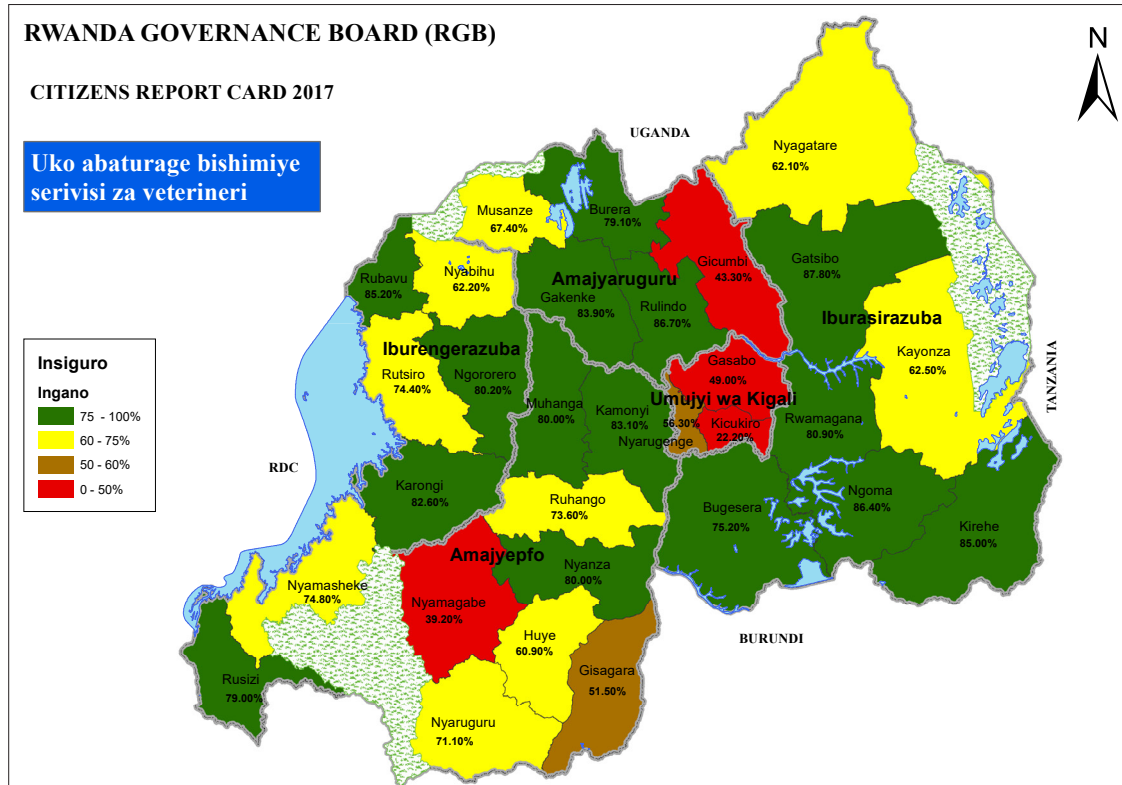 RWANDA GOVERNANCE BOARD (RGB)
CITIZENS REPORT CARD 2017
Uko abaturage bishimiye
serivisi za veterineri
N
UGANDA
TANZANIA
RDC
BURUNDI
Insiguro
Ingano
75 - 100%
60 - 75%
50 - 60%
0 - 50%
Nyagatare
62.10%
Musanze
67.40%
Burera
79.10%
Gicumbi
43.30%
Gatsibo
87.80%
Rubavu
85.20%
Nyabihu
62.20%
Amajyaruguru
Gakenke
83.90%
Rulindo
86.70%
Iburasirazuba
Kayonza
62.50%
Iburengerazuba
Rutsiro
74.40%
Ngororero
80.20%
Gasabo
49.00%
Umujyi wa Kigali
Muhanga
80.00%
Kamonyi
83.10%
56.30%
Nyarugenge
Kicukiro
22.20%
Rwamagana
80.90%
Karongi
82.60%
Ruhango
73.60%
Bugesera
75.20%
Ngoma
86.40%
Kirehe
85.00%
Amajyepfo
Nyanza
80.00%
Nyamasheke
74.80%
Nyamagabe
39.20%
Huye
60.90%
Gisagara
51.50%
Rusizi
79.00%
Nyaruguru
71.10%